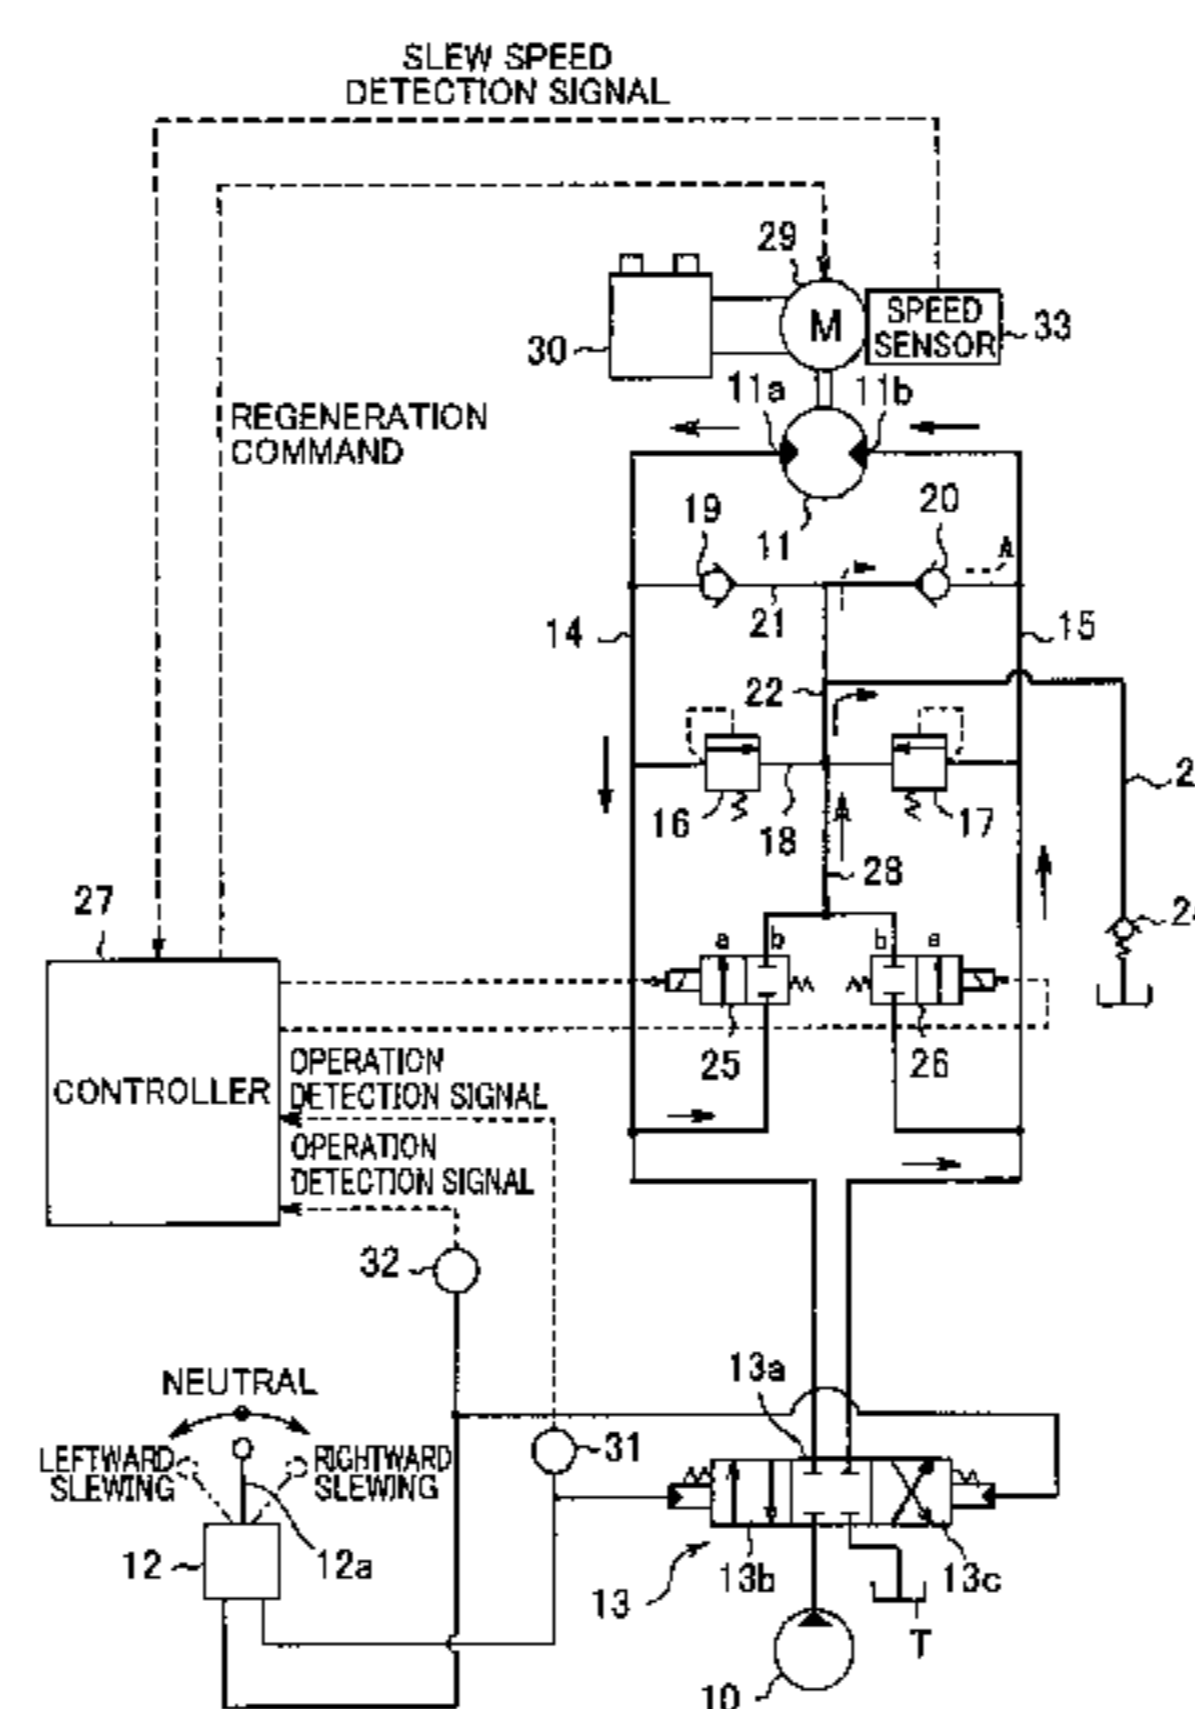 SLEW SPEED
DETECTION SIGNAL
29
M
SPEED
SENSOR
33
30
11a
11b
REGENERATION
COMMAND
19
11
20
A
21
14
15
22
16
18
17
28
27
a
b
b
a
25
26
CONTROLLER
OPERATION
DETECTION SIGNAL
OPERATION
DETECTION SIGNAL
32
NEUTRAL
13a
31
LEFTWARD
SLEWING
RIGHTWARD
SLEWING
12
12a
13
13b
13c
T
10